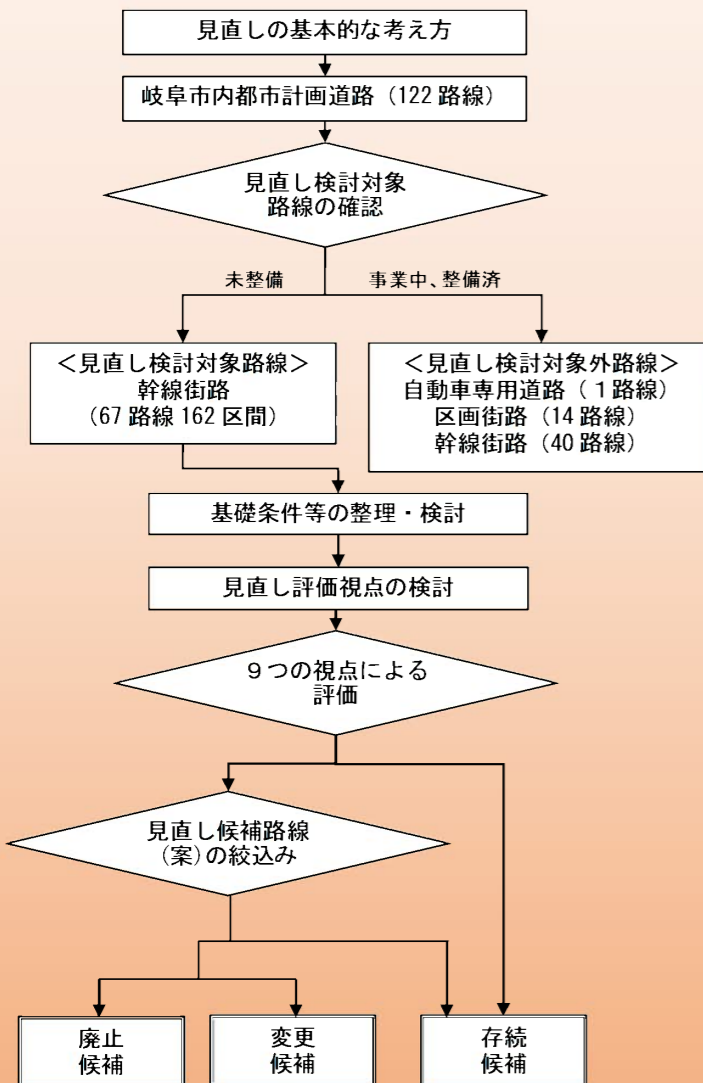 見直しの基本的な考え方
岐阜市内都市計画道路（122 路線）
見直し検討対象
路線の確認
未整備
事業中、整備済
＜見直し検討対象路線＞
幹線街路
（67 路線 162 区間）
＜見直し検討対象外路線＞
自動車専用道路（１路線）
区画街路（14 路線）
幹線街路（40 路線）
基礎条件等の整理・検討
見直し評価視点の検討
９つの視点による
評価
見直し候補路線
（案）の絞込み
廃止
候補
変更
候補
存続
候補